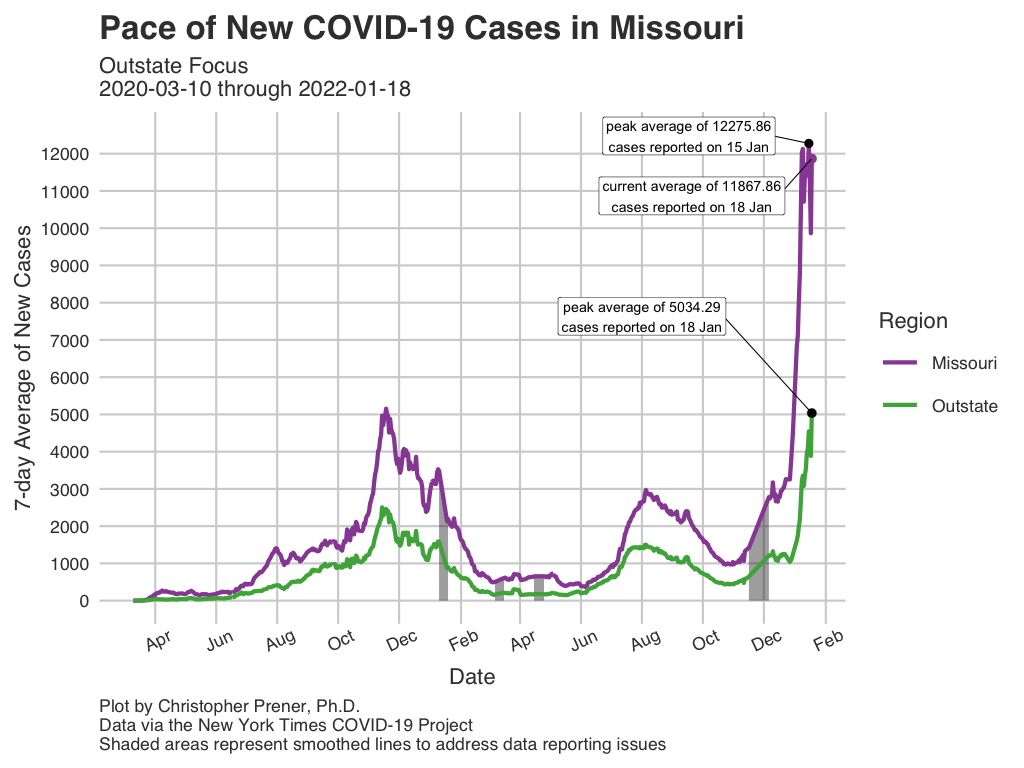 Pace of New COVID-19 Cases in Missouri
Outstate Focus
2020-03-10 through 2022-01-18
peak average of 12275.86
cases reported on 15 Jan
current average of 11867.86
cases reported on 18 Jan
peak average of 5034.29
cases reported on 18 Jan
7-day Average of New Cases
12000
11000
10000
9000
8000
7000
6000
5000
4000
3000
2000
1000
0
Apr Jun Aug Oct Dec Feb Apr Jun Aug Oct Dec Feb
Date
Region
Missouri
Outstate
Plot by Christopher Prener, Ph.D.
Data via the New York Times COVID-19 Project
Shaded areas represent smoothed lines to address data reporting issues